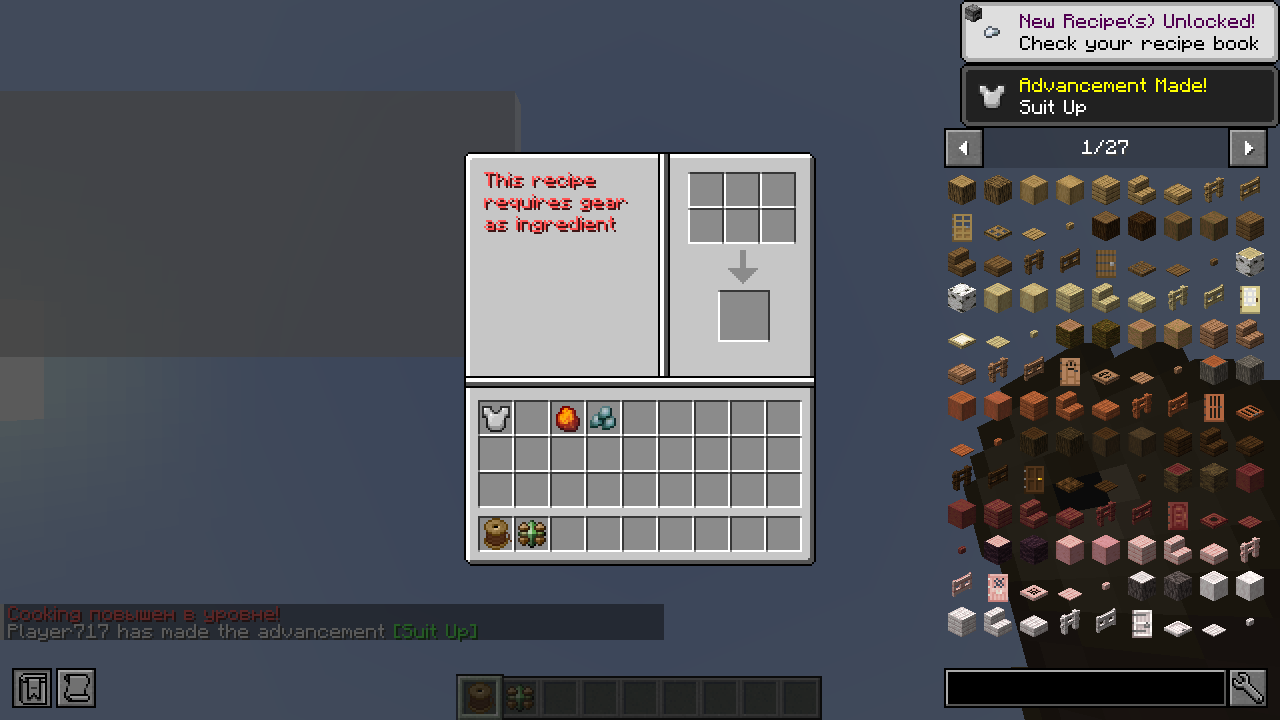 New Recipe(s) Unlocked!
Check your recipe book
Advancement Made!
Suit Up
1/27
This recipe
requires gear
as ingredient
Cooking повышен в уровне!
Player717 has made the advancement [Suit Up]